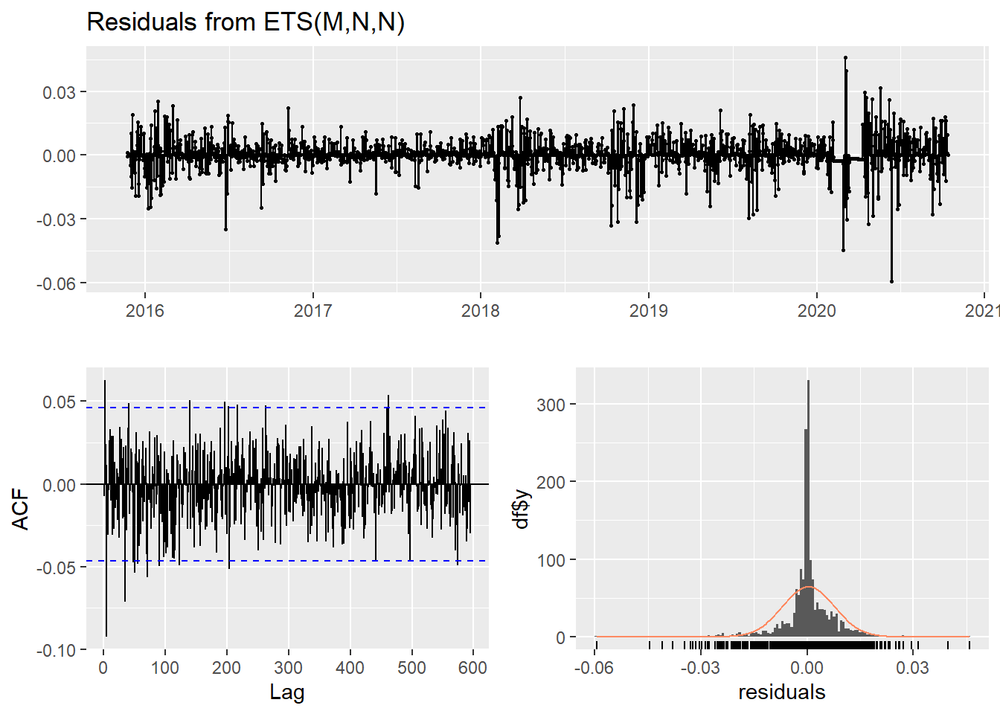 Residuals from ETS(M,N,N)
0.03
0.00
-0.03
-0.06
2016 2017 2018 2019 2020 2021
ACF
0.05
0.00
-0.05
-0.10
0 100 200 300 400 500 600
Lag
df$y
300
200
100
0
-0.06 -0.03 0.00 0.03
residuals